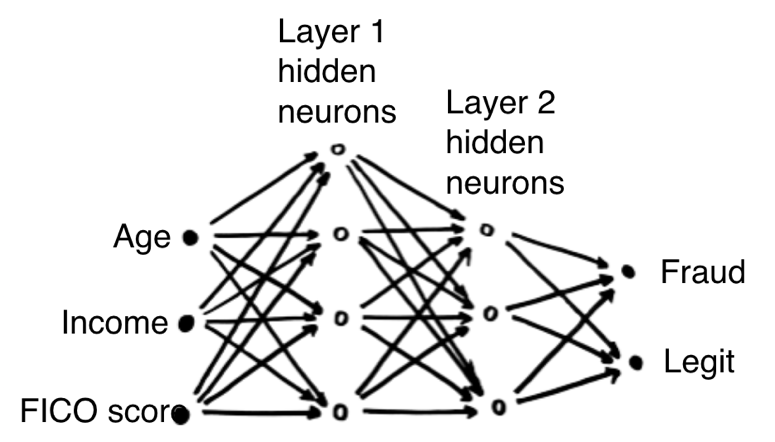 Layer 1
hidden
neurons
Layer 2
hidden
neurons
Age
Income
FICO score
Fraud
Legit